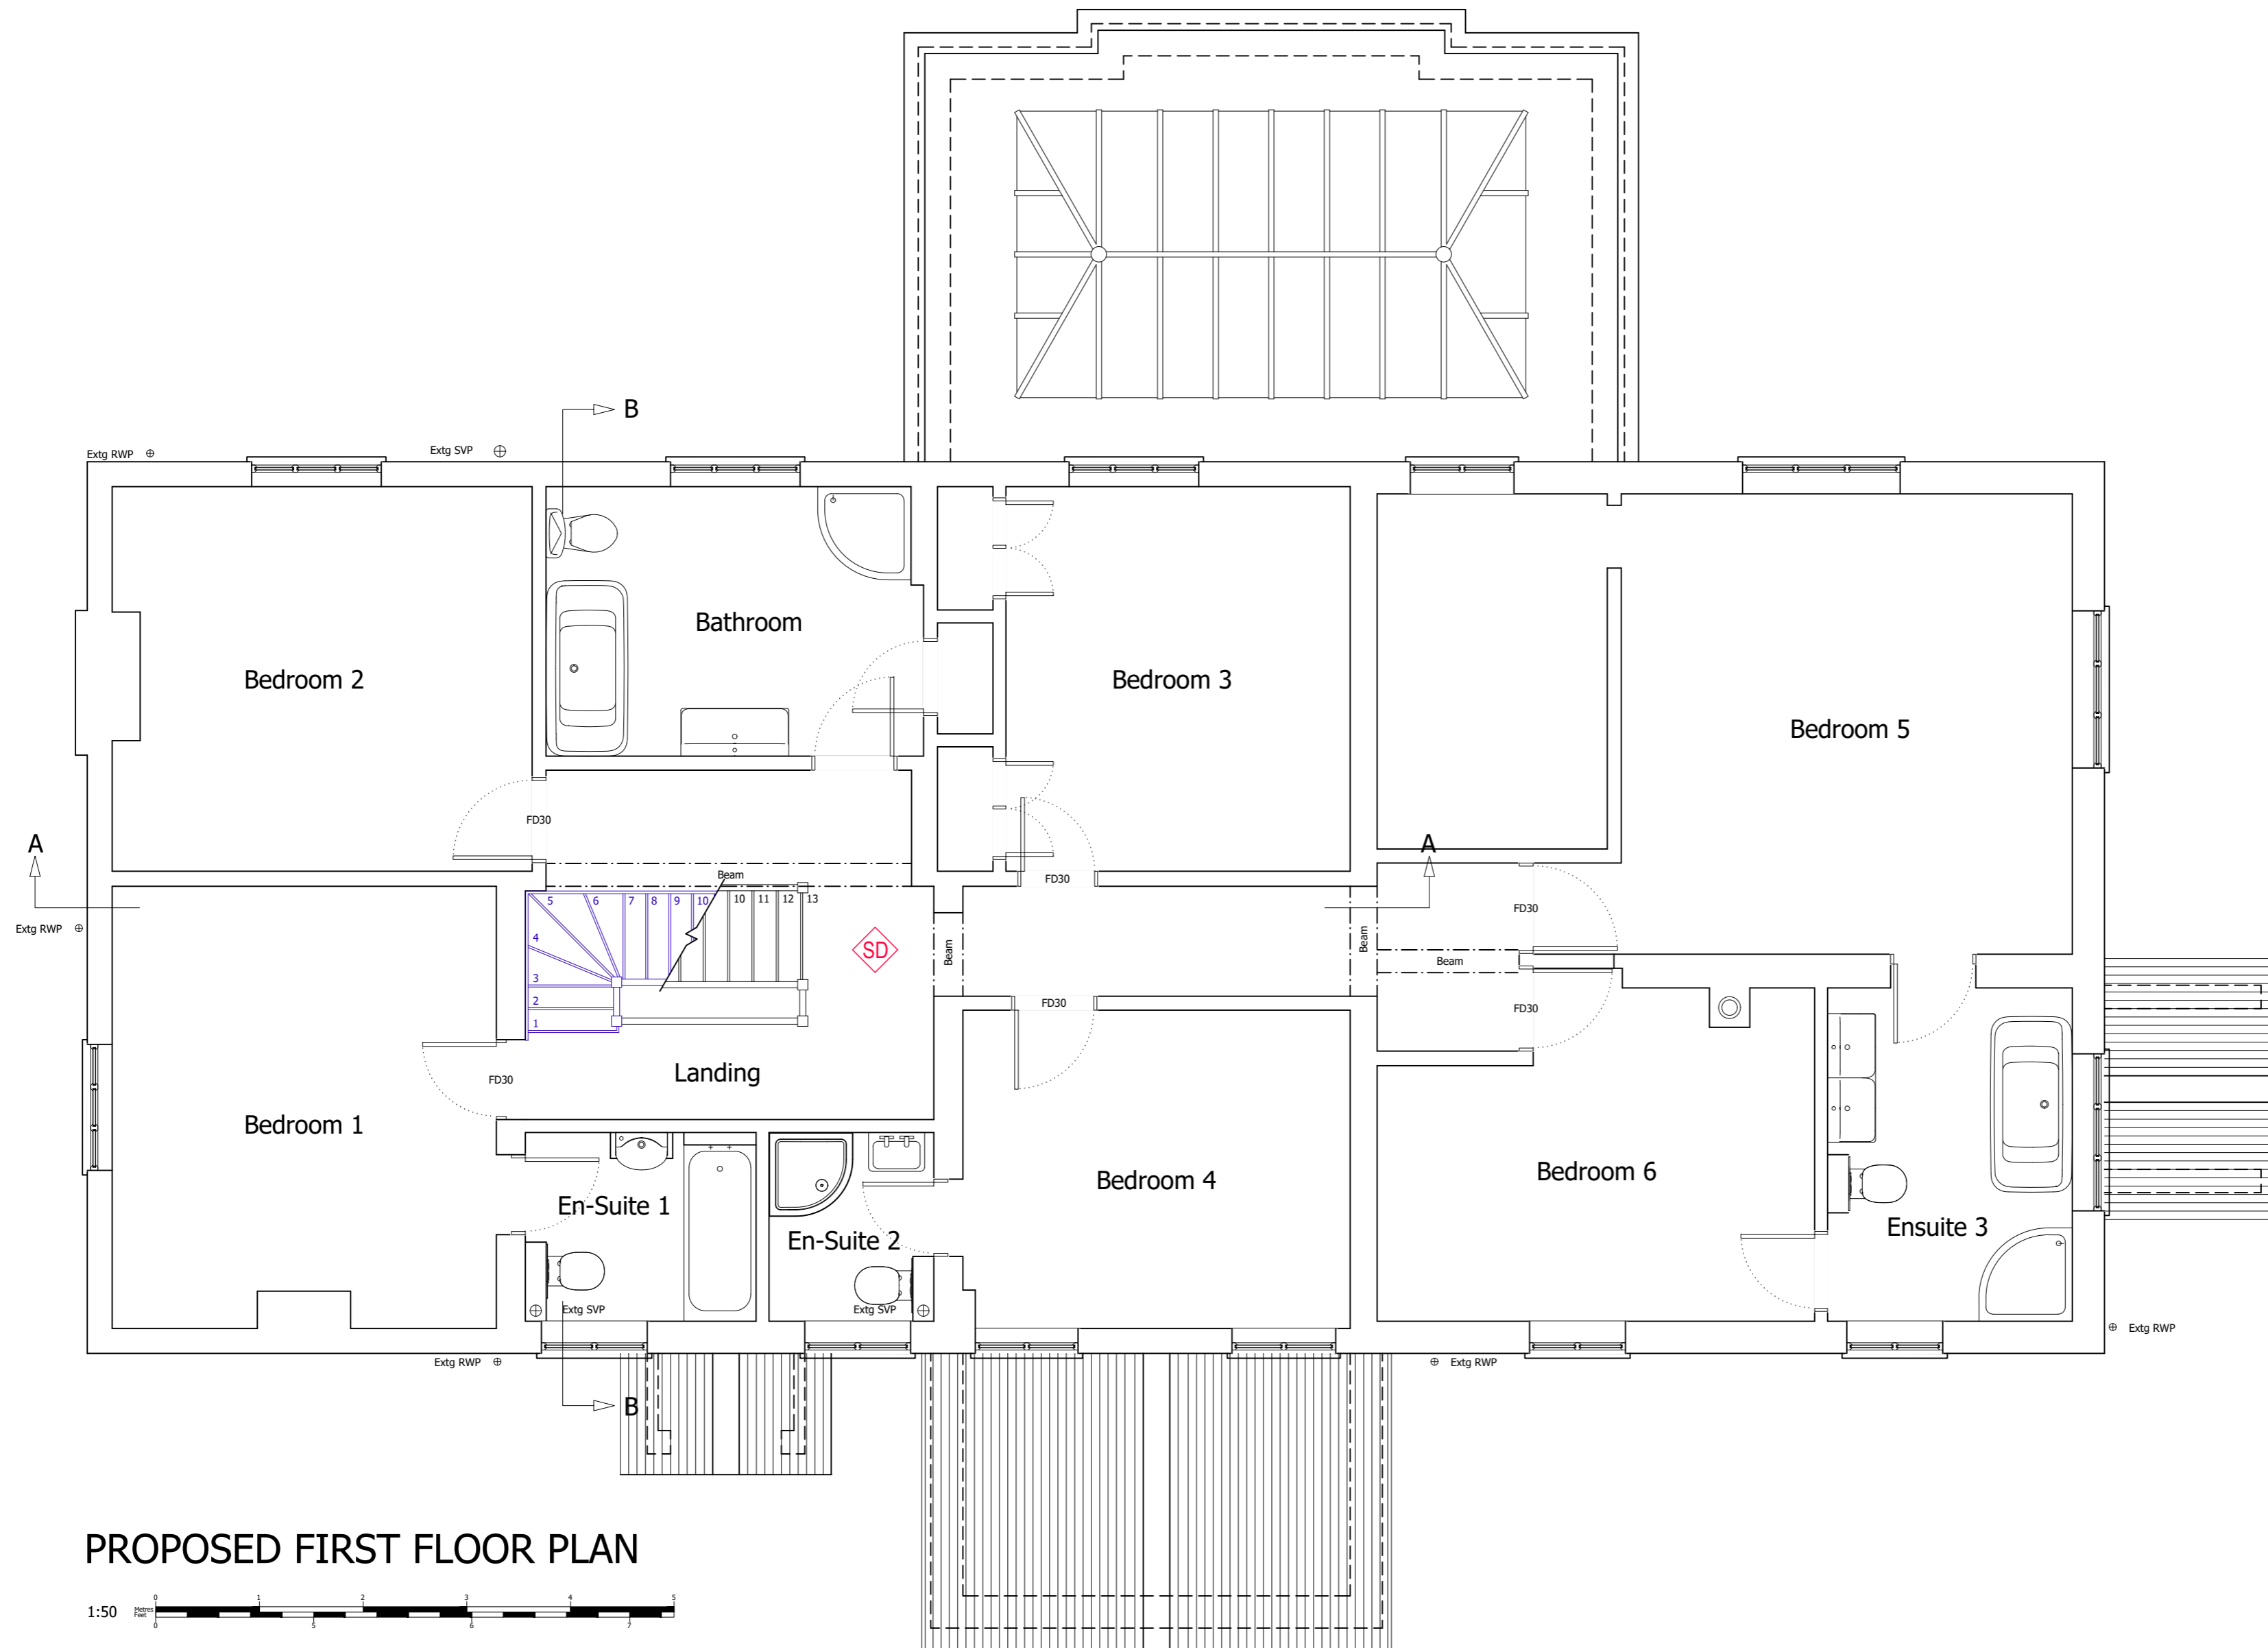 B
Extg RWP
Extg SVP
Bathroom
Bedroom 2
Bedroom 3
Bedroom 5
FD30
A
A
Beam
FD30
5 6 7 8 9 10 10 11 12 13
4
3
2
1
FD30
Extg RWP
SD
Beam
Beam
Beam
FD30
FD30
Landing
FD30
Bedroom 1
Bedroom 4
Bedroom 6
En-Suite 1
En-Suite 2
Ensuite 3
Extg SVP
Extg SVP
Extg RWP
Extg RWP
Extg RWP
B
PROPOSED FIRST FLOOR PLAN
1:50
Metres
Feet
0 1 2 3 4 5
0 5 6 7